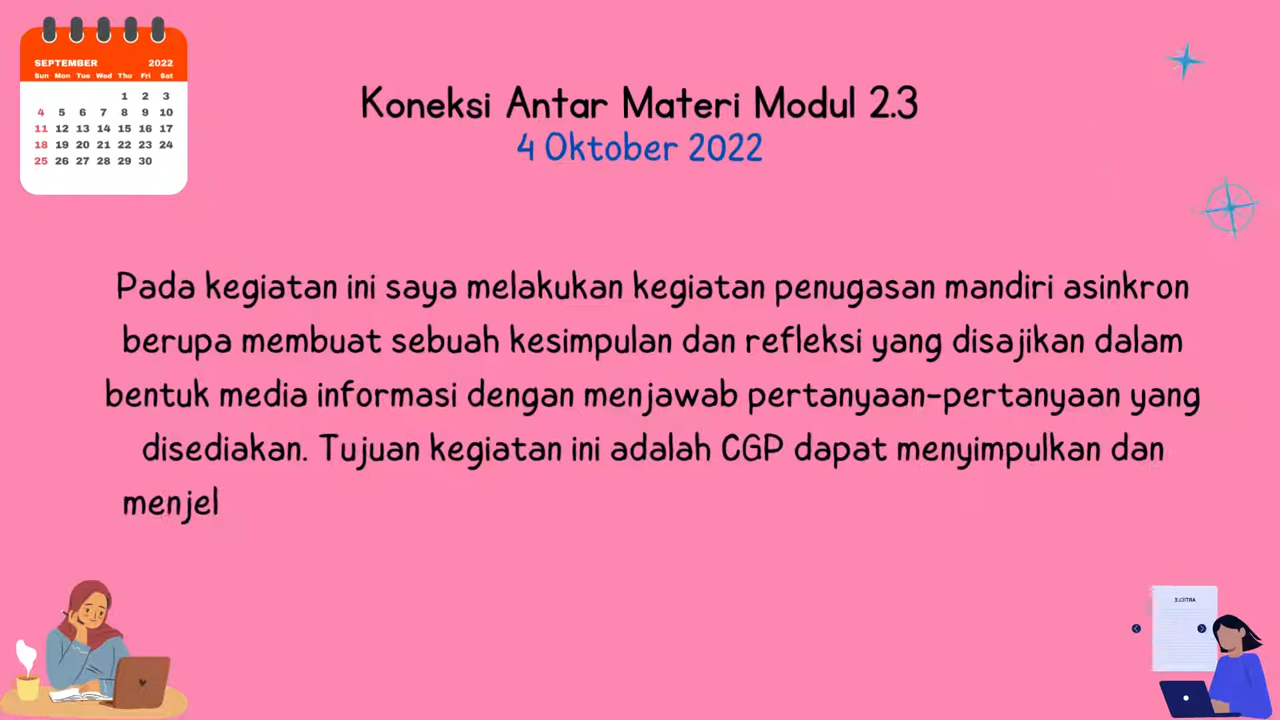 SEPTEMBER 2022
Sun Mon Tue Wed Thu Fri Sat
1 2 3
4 5 6 7 8 9 10
11 12 13 14 15 16 17
18 19 20 21 22 23 24
25 26 27 28 29 30
Koneksi Antar Materi Modul 2.3
4 Oktober 2022
Pada kegiatan ini saya melakukan kegiatan penugasan mandiri asinkron
berupa membuat sebuah kesimpulan dan refleksi yang disajikan dalam
bentuk media informasi dengan menjawab pertanyaan-pertanyaan yang
disediakan. Tujuan kegiatan ini adalah CGP dapat menyimpulkan dan
menjel
ARTICLE